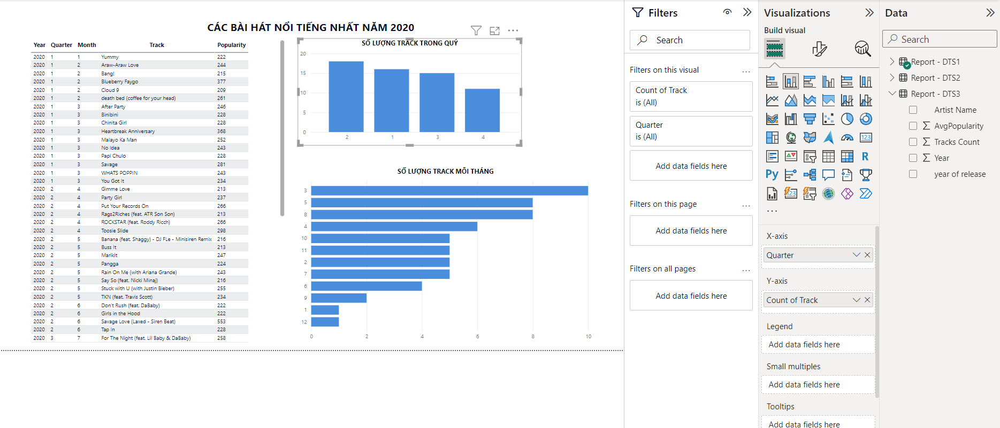 CÁC BÀI HÁT NỔI TIẾNG NHẤT NĂM 2020
Year Quarter Month Track Popularity
2020 1 1 Yummy 222
2020 1 2 Araw-Araw Love 244
2020 1 2 Bang! 215
2020 1 2 Blueberry Faygo 377
2020 1 2 Cloud 9 209
2020 1 2 death bed (coffee for your head) 261
2020 1 3 After Party 246
2020 1 3 Binibini 228
2020 1 3 Chinita Girl 228
2020 1 3 Heartbreak Anniversary 368
2020 1 3 Malayo Ka Man 252
2020 1 3 No Idea 243
2020 1 3 Papi Chulo 228
2020 1 3 Savage 281
2020 1 3 WHATS POPPIN 243
2020 1 3 You Got It 234
2020 2 4 Gimme Love 213
2020 2 4 Party Girl 237
2020 2 4 Put Your Records On 266
2020 2 4 Rags2Riches (feat. ATR Son Son) 213
2020 2 4 ROCKSTAR (feat. Roddy Ricch) 266
2020 2 4 Toosie Slide 298
2020 2 5 Banana (feat. Shaggy) - DJ FLe - Minisiren Remix 216
2020 2 5 Buss It 213
2020 2 5 Marikit 247
2020 2 5 Pangga 224
2020 2 5 Rain On Me (with Ariana Grande) 243
2020 2 5 Say So (feat. Nicki Minaj) 216
2020 2 5 Stuck with U (with Justin Bieber) 255
2020 2 5 TKN (feat. Travis Scott) 234
2020 2 6 Don't Rush (feat. DaBaby) 222
2020 2 6 Girls in the Hood 222
2020 2 6 Savage Love (Laxed - Siren Beat) 553
2020 2 6 Tap In 228
2020 3 7 For The Night (feat. Lil Baby & DaBaby) 258
SỐ LƯỢNG TRACK TRONG QUÝ
20
15
10
5
0
2 1 3 4
SỐ LƯỢNG TRACK MỖI THÁNG
3
5
8
4
10
11
2
7
6
9
1
12
0 2 4 6 8 10
Filters
Search
Filters on this visual ...
Count of Track
is (All)
Quarter
is (All)
Add data fields here
Filters on this page ...
Add data fields here
Filters on all pages ...
Add data fields here
Visualizations
Build visual
123
R
Py
123
...
X-axis
Quarter
Y-axis
Count of Track
Legend
Add data fields here
Small multiples
Add data fields here
Tooltips
Add data fields here
Data
Search
Report - DTS1
Report - DTS2
Report - DTS3
Artist Name
∑ AvgPopularity
∑ Tracks Count
∑ Year
year of release